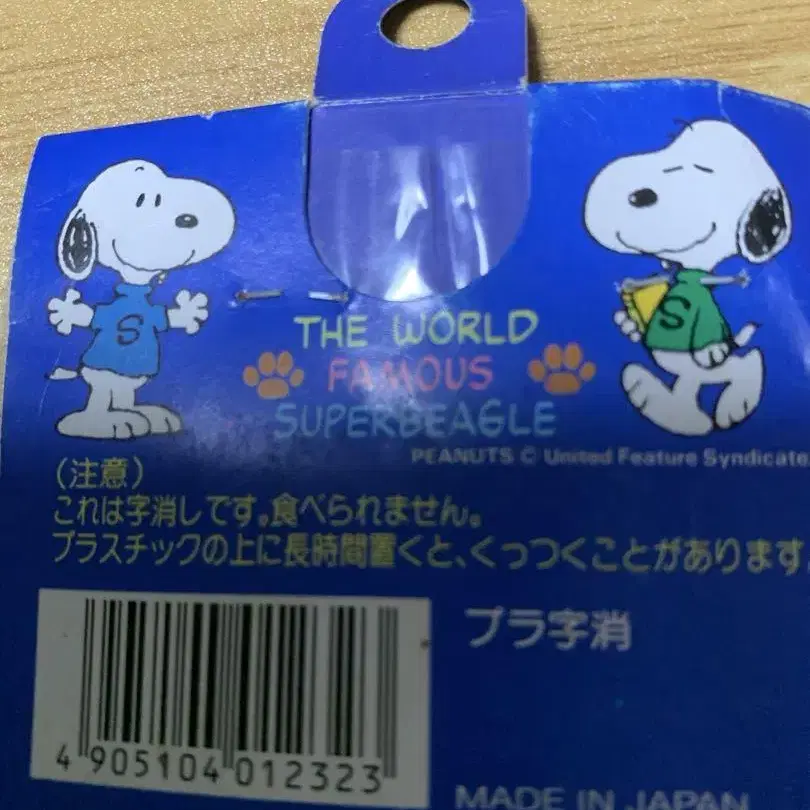 THE WORLD
FAMOUS
SUPERBEAGLE
PEANUTS © United Feature Syndicate,
(注意)
これは字消しです。食べられません。
プラスチックの上に長時間置くと、くっつくことがあります。
プラ字消
4 905104 012323
MADE IN JAPAN
S
S